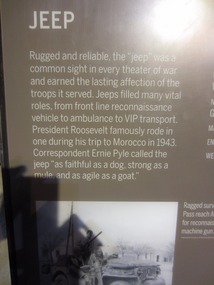 JEEP
Rugged and reliable, the "jeep" was a
common sight in every theater of war
and earned the lasting affection of the
troops it served. Jeeps filled many vital
roles, from front line reconnaissance
vehicle to ambulance to VIP transport.
President Roosevelt famously rode in
one during his trip to Morocco in 1943.
Correspondent Ernie Pyle called the
jeep "as faithful as a dog, strong as a
mule, and as agile as a goat."
Rugged surv
Pass reach A
for reconnais
machine gun.